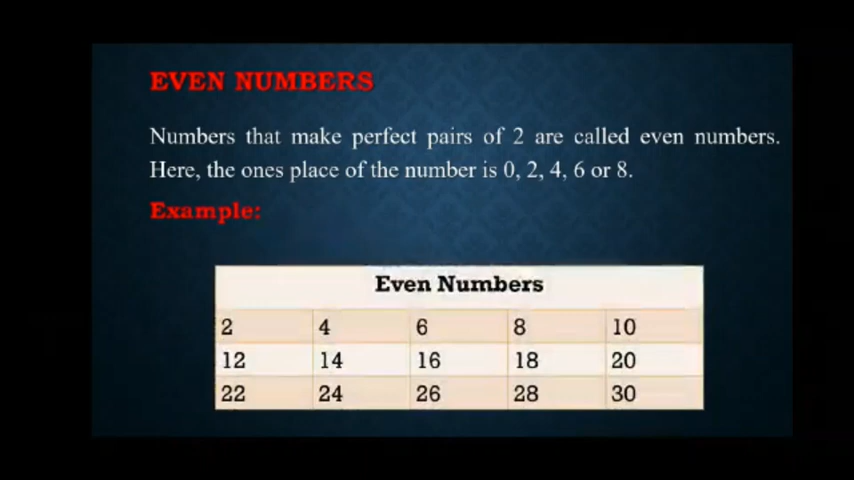 EVEN NUMBERS
Numbers that make perfect pairs of 2 are called even numbers.
Here, the ones place of the number is 0, 2, 4, 6 or 8.
Example:
Even Numbers
2 4 6 8 10
12 14 16 18 20
22 24 26 28 30